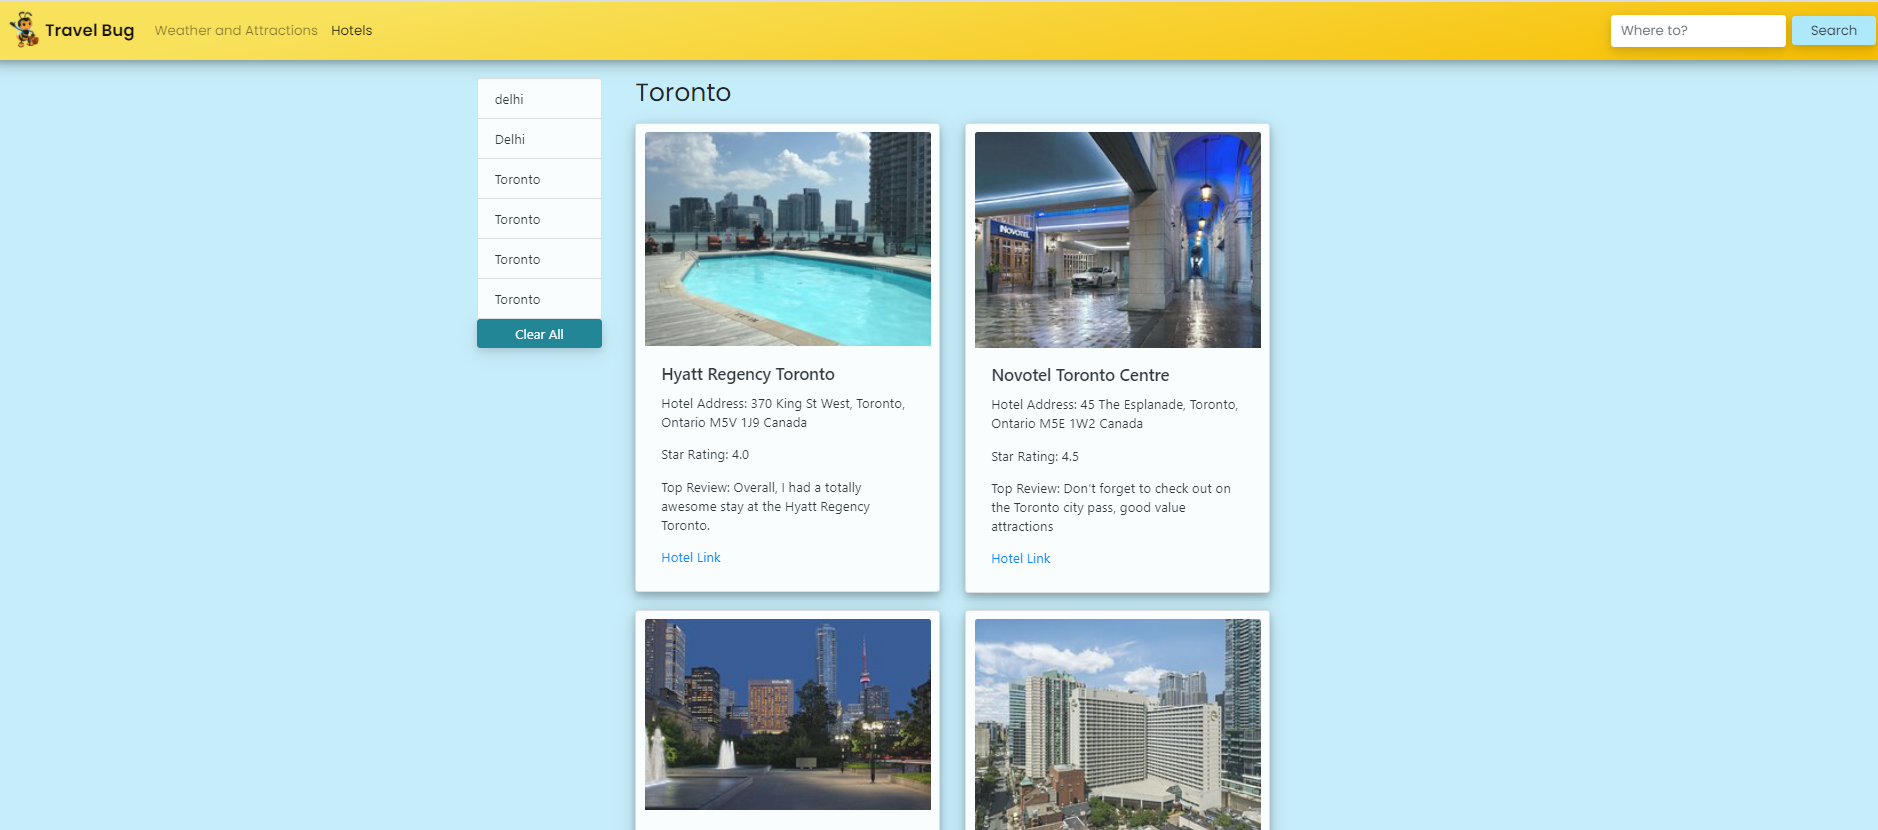 Travel Bug
Weather and Attractions
Hotels
Where to?
Search
delhi
Delhi
Toronto
Toronto
Toronto
Toronto
Clear All
Toronto
NOVOTEL
Hyatt Regency Toronto
Hotel Address: 370 King St West, Toronto,
Ontario M5V 1J9 Canada
Star Rating: 4.0
Top Review: Overall, I had a totally
awesome stay at the Hyatt Regency
Toronto.
Hotel Link
Novotel Toronto Centre
Hotel Address: 45 The Esplanade, Toronto,
Ontario M5E 1W2 Canada
Star Rating: 4.5
Top Review: Don’t forget to check out on
the Toronto city pass, good value
attractions
Hotel Link